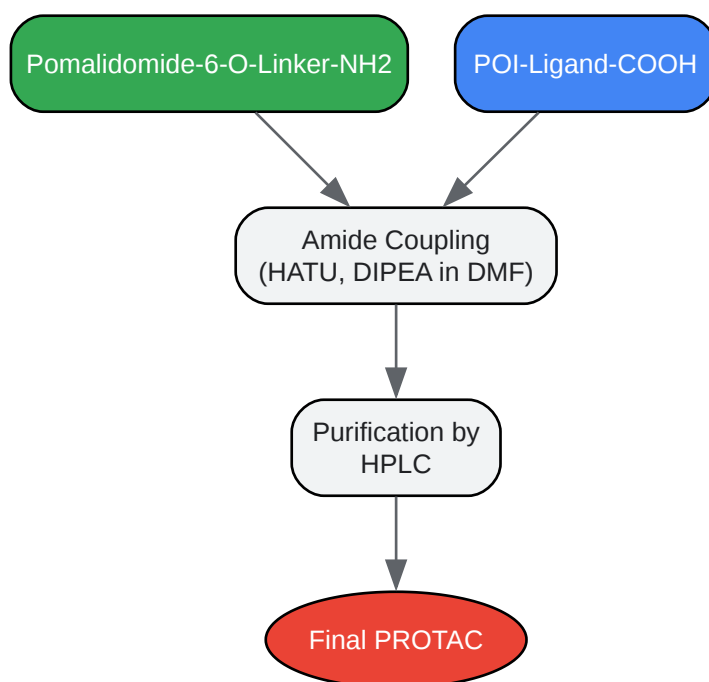 Pomalidomide-6-O-Linker-NH2
POI-Ligand-COOH
Amide Coupling
(HATU, DIPEA in DMF)
Purification by
HPLC
Final PROTAC